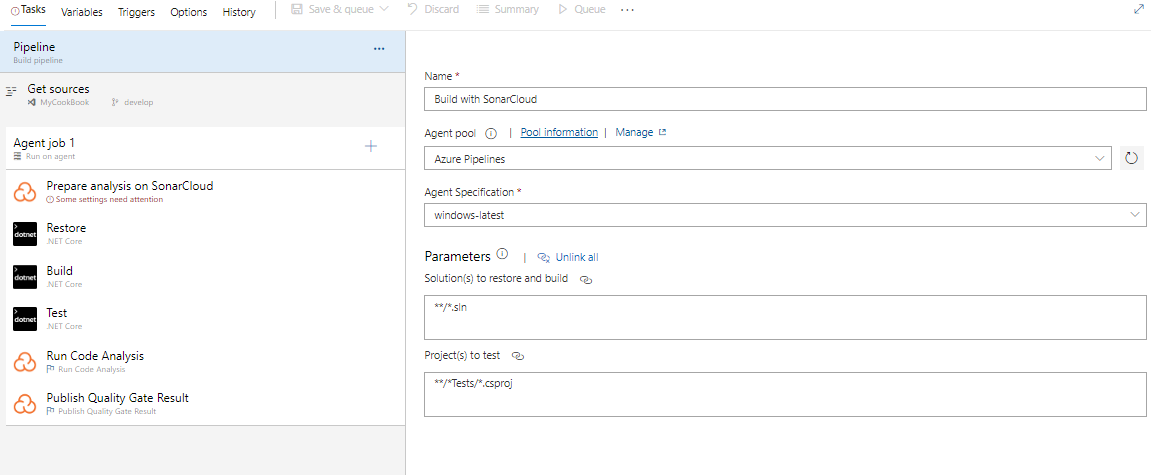 Tasks Variables Triggers Options History Save & queue Discard Summary Queue ...
Pipeline ...
Build pipeline
Get sources
MyCookBook develop
Agent job 1
Run on agent
Prepare analysis on SonarCloud
Some settings need attention
dotnet Restore
.NET Core
dotnet Build
.NET Core
dotnet Test
.NET Core
Run Code Analysis
Run Code Analysis
Publish Quality Gate Result
Publish Quality Gate Result
Name *
Build with SonarCloud
Agent pool | Pool information | Manage
Azure Pipelines
Agent Specification *
windows-latest
Parameters | Unlink all
Solution(s) to restore and build
**/*.sln
Project(s) to test
**/*Tests/*.csproj